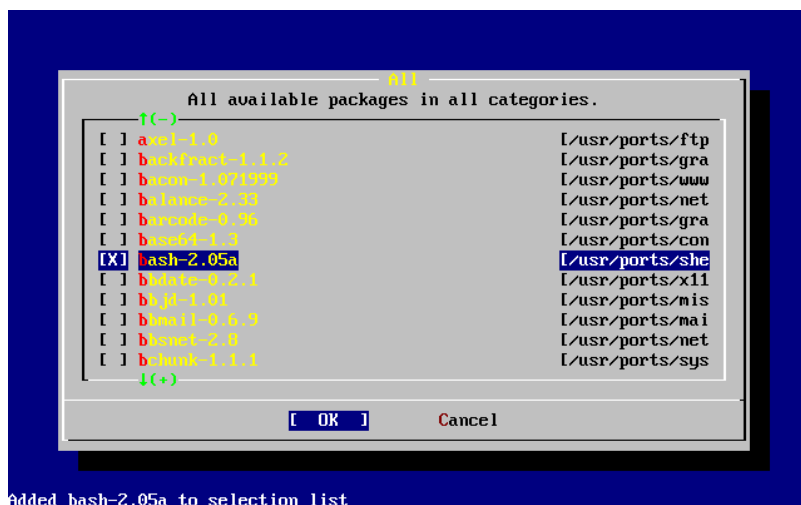 All
All available packages in all categories.
↑(-)
[ ] axel-1.0 [/usr/ports/ftp
[ ] backfract-1.1.2 [/usr/ports/gra
[ ] bacon-1.071999 [/usr/ports/www
[ ] balance-2.33 [/usr/ports/net
[ ] barcode-0.96 [/usr/ports/gra
[ ] base64-1.3 [/usr/ports/con
[X] bash-2.05a [/usr/ports/she
[ ] bbdate-0.2.1 [/usr/ports/x11
[ ] bbjd-1.01 [/usr/ports/mis
[ ] bbmail-0.6.9 [/usr/ports/mai
[ ] bbsnet-2.8 [/usr/ports/net
[ ] bchunk-1.1.1 [/usr/ports/sys
↓(+)
[ OK ] Cancel
Added bash-2.05a to selection list